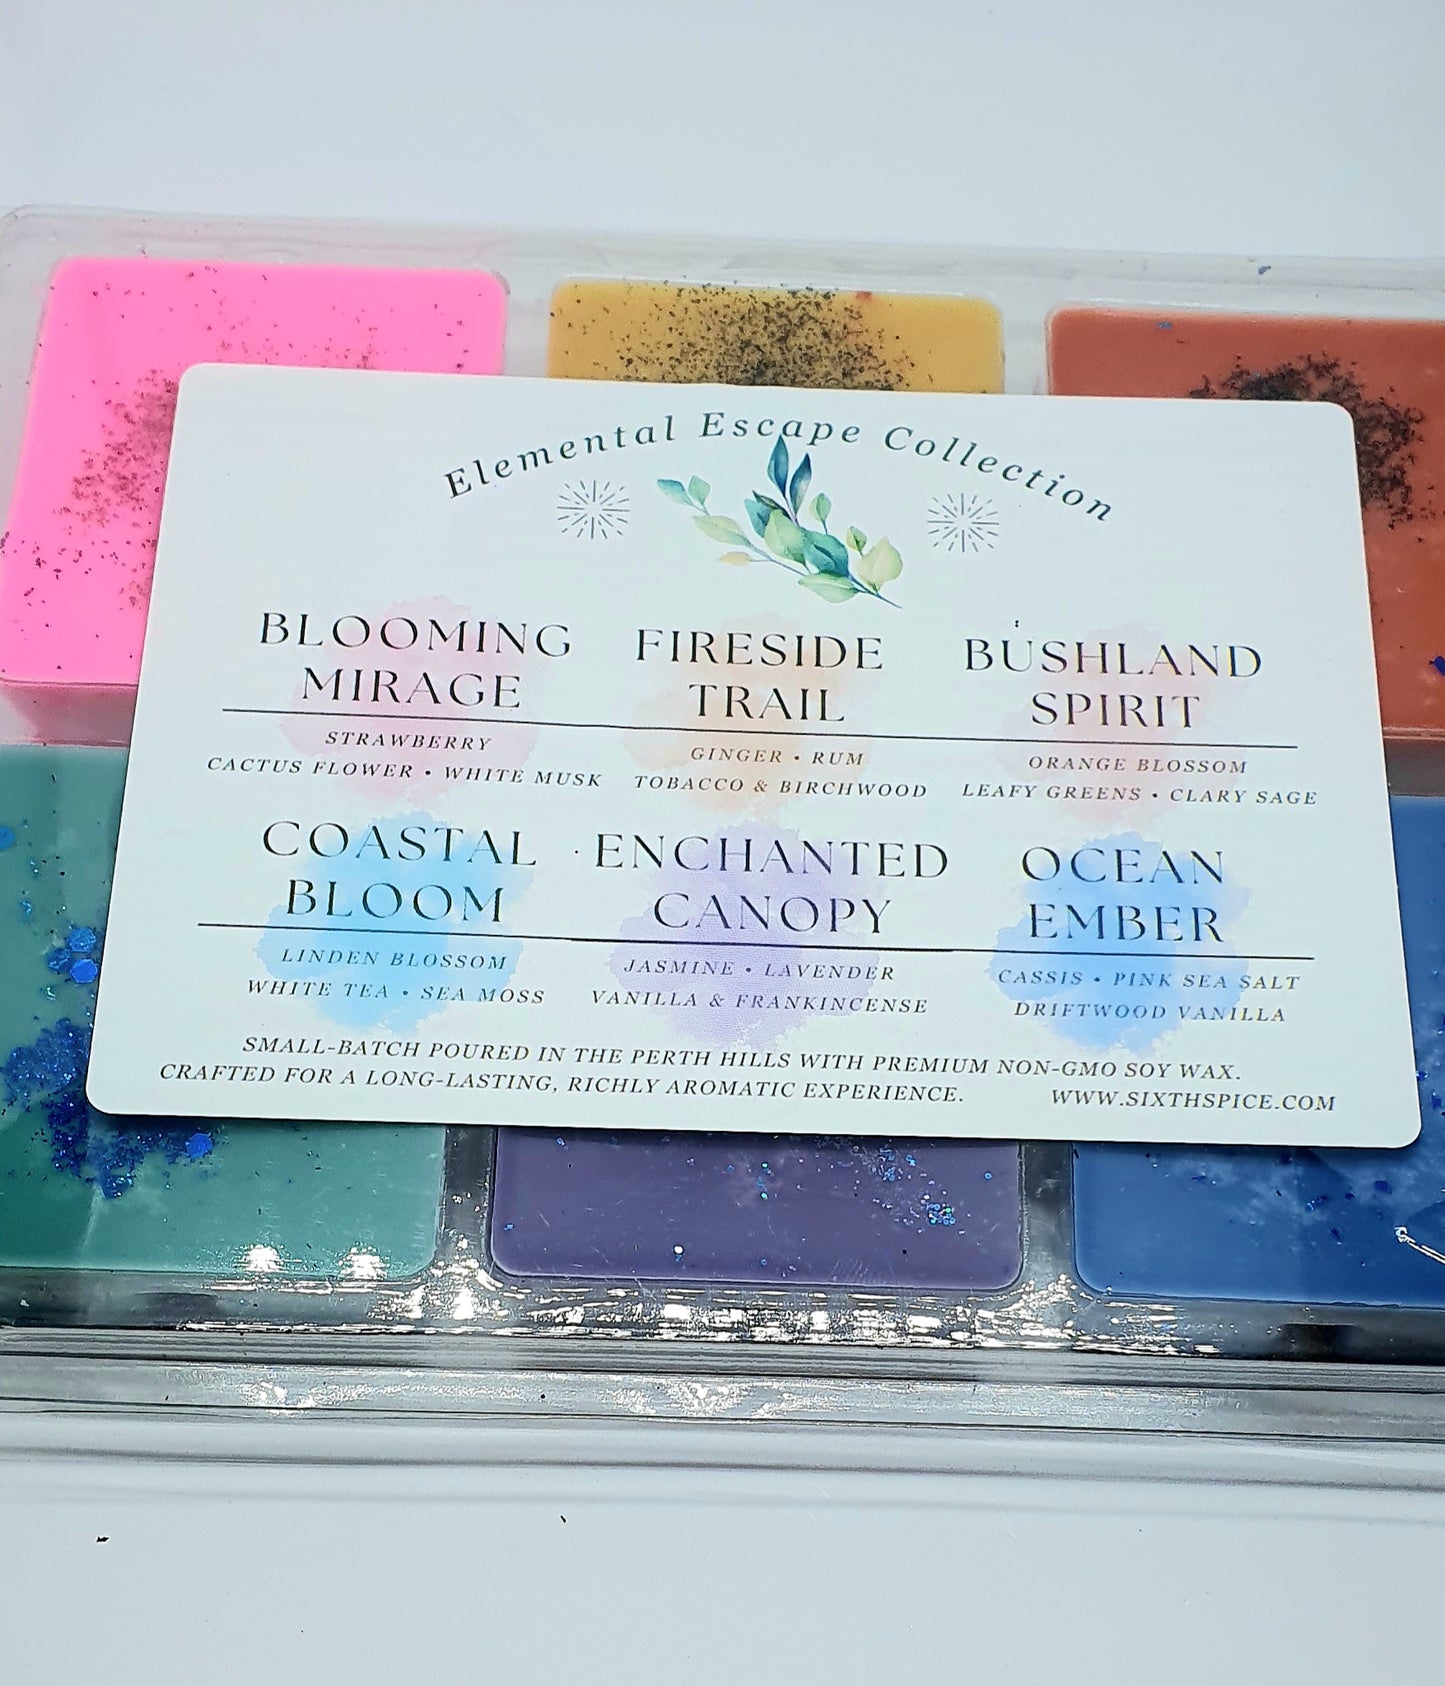 Elemental Escape Collection
BLOOMING MIRAGE
STRAWBERRY
CACTUS FLOWER • WHITE MUSK
FIRESIDE TRAIL
GINGER • RUM
TOBACCO & BIRCHWOOD
BUSHLAND SPIRIT
ORANGE BLOSSOM
LEAFY GREENS • CLARY SAGE
COASTAL BLOOM
LINDEN BLOSSOM
WHITE TEA • SEA MOSS
ENCHANTED CANOPY
JASMINE • LAVENDER
VANILLA & FRANKINCENSE
OCEAN EMBER
CASSIS • PINK SEA SALT
DRIFTWOOD VANILLA
SMALL-BATCH POURED IN THE PERTH HILLS WITH PREMIUM NON-GMO SOY WAX.
CRAFTED FOR A LONG-LASTING, RICHLY AROMATIC EXPERIENCE.
WWW.SIXTHSPICE.COM